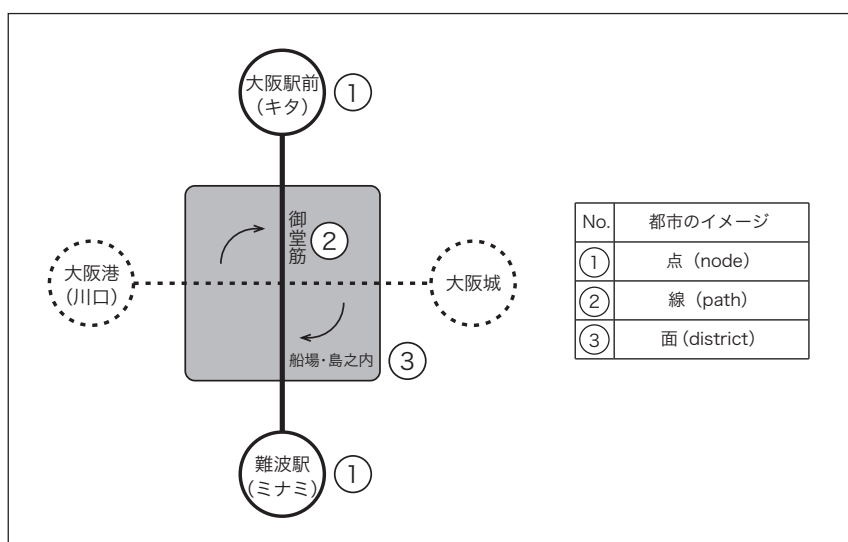 大阪駅前
（キタ）
①
御堂筋
②
大阪港
（川口）
大阪城
船場・島之内
③
難波駅
（ミナミ）
①
No. 都市のイメージ
① 点（node）
② 線（path）
③ 面（district）